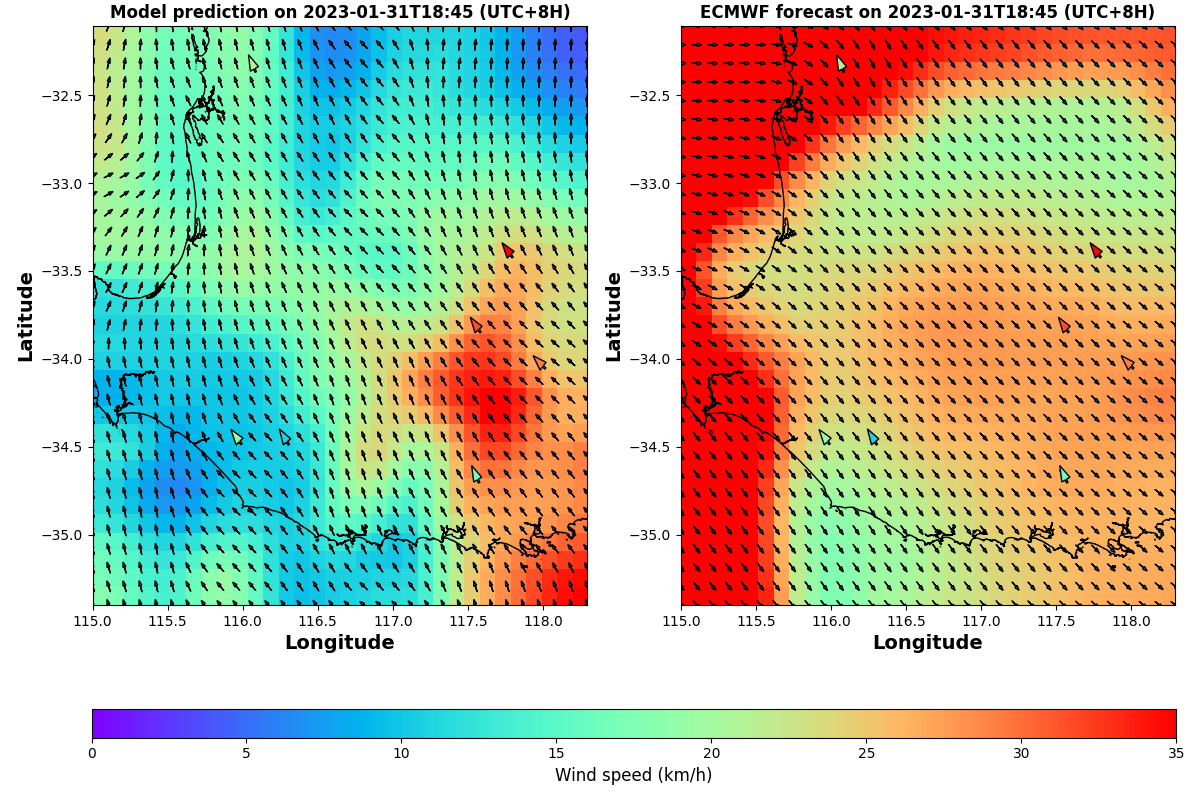 Model prediction on 2023-01-31T18:45 (UTC+8H)
ECMWF forecast on 2023-01-31T18:45 (UTC+8H)
−32.5
−33.0
−33.5
−34.0
−34.5
−35.0
Latitude
115.0 115.5 116.0 116.5 117.0 117.5 118.0
Longitude
−32.5
−33.0
−33.5
−34.0
−34.5
−35.0
Latitude
115.0 115.5 116.0 116.5 117.0 117.5 118.0
Longitude
0 5 10 15 20 25 30 35
Wind speed (km/h)